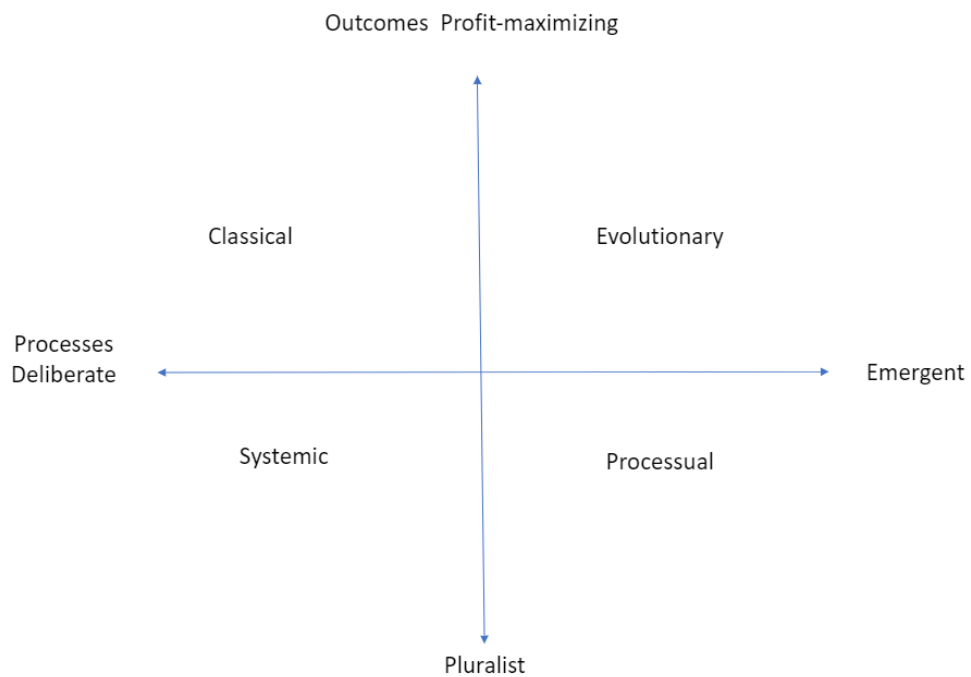 Outcomes Profit-maximizing
Classical
Evolutionary
Processes
Deliberate
Emergent
Systemic
Processual
Pluralist